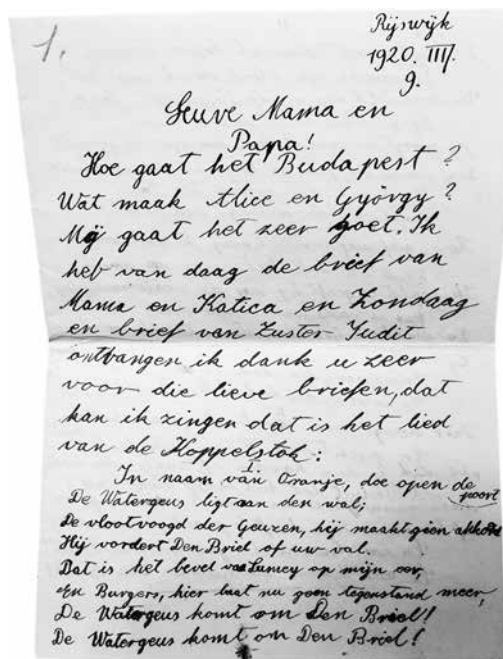 1.
Rijswijk
1920. III.
9.
Leuve Mama en
Papa!
Hoe gaat het Budapest?
Wat maak Alice en György?
Mij gaat het zeer goet. Ik
heb van daag de brief van
Mama en Katica en Zondaag
en brief van Zuster Judit
ontvangen ik dank u zeer
voor die lieve briefen, dat
kan ik zingen dat is het lied
van de Koppelstok:
In naam van Oranje, doe open de poort
De Watergeus ligt aan den wal;
De vlootvoogd der Geuzen, hij maakt geen akkord
Hij vordert Den Briel of uw val.
Dat is het bevel van Lumey op mijn eer,
En Burgers, hier baat nu geen tegenstand meer,
De Watergeus komt om Den Briel!
De Watergeus komt om Den Briel!